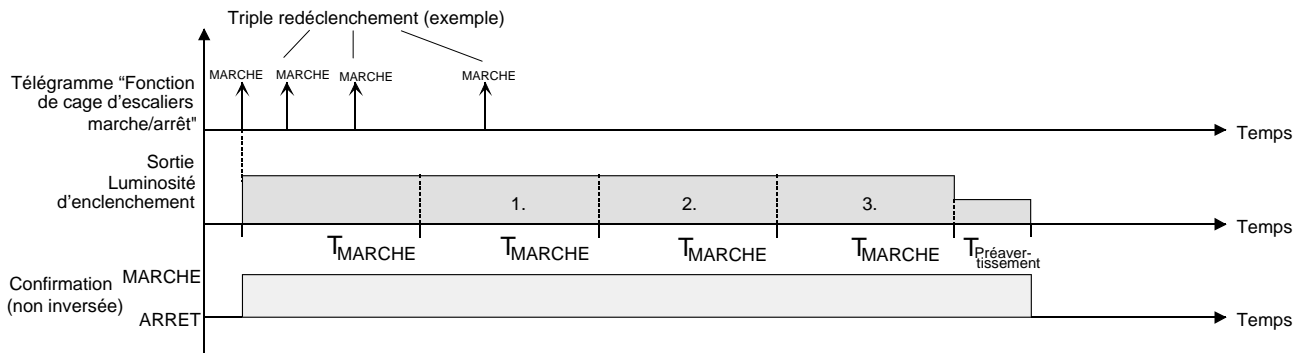 Triple redéclenchement (exemple)
MARCHE MARCHE MARCHE MARCHE
Télégramme “Fonction
de cage d'escaliers
marche/arrêt"
Temps
Sortie
Luminosité
d'enclenchement
1. 2. 3.
Temps
TMARCHE TMARCHE TMARCHE TMARCHE TPréaver-
tissement
Confirmation
(non inversée)
MARCHE
ARRET
Temps